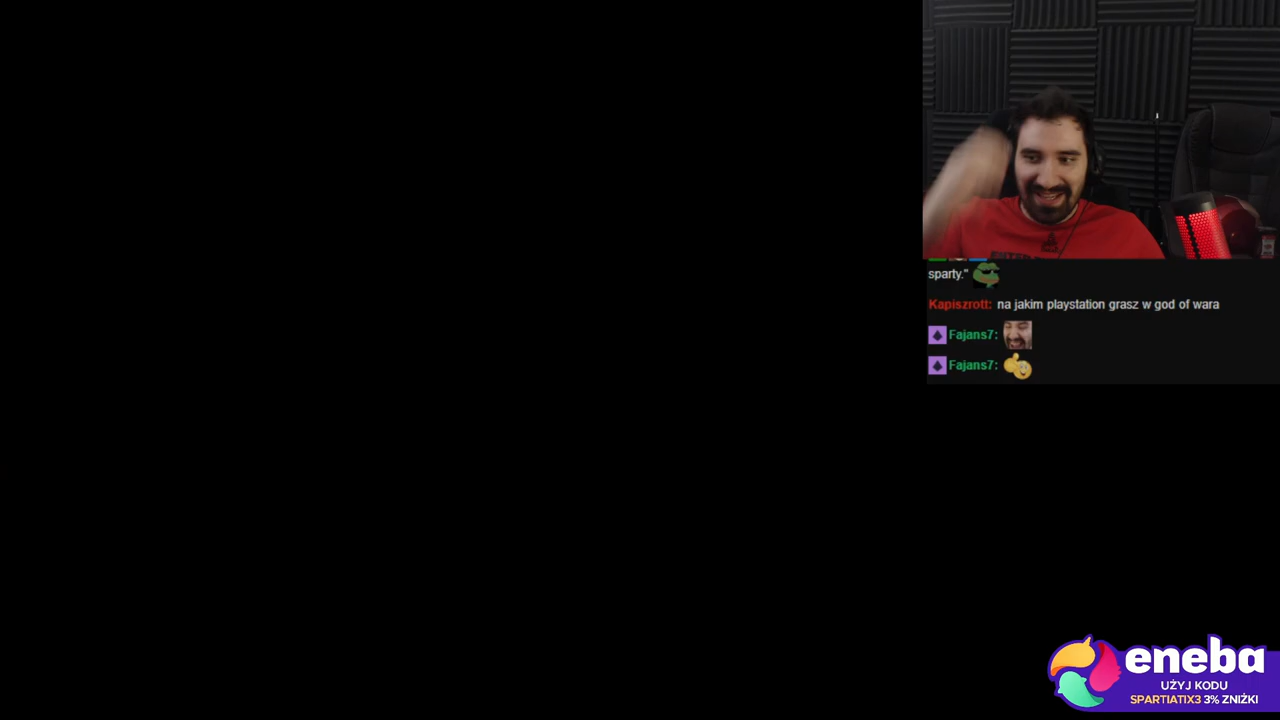 sparty."
Kapiszrott: na jakim playstation grasz w god of wara
Fajans7:
Fajans7:
eneba
UŻYJ KODU
SPARTIATIX3 3% ZNIŻKI